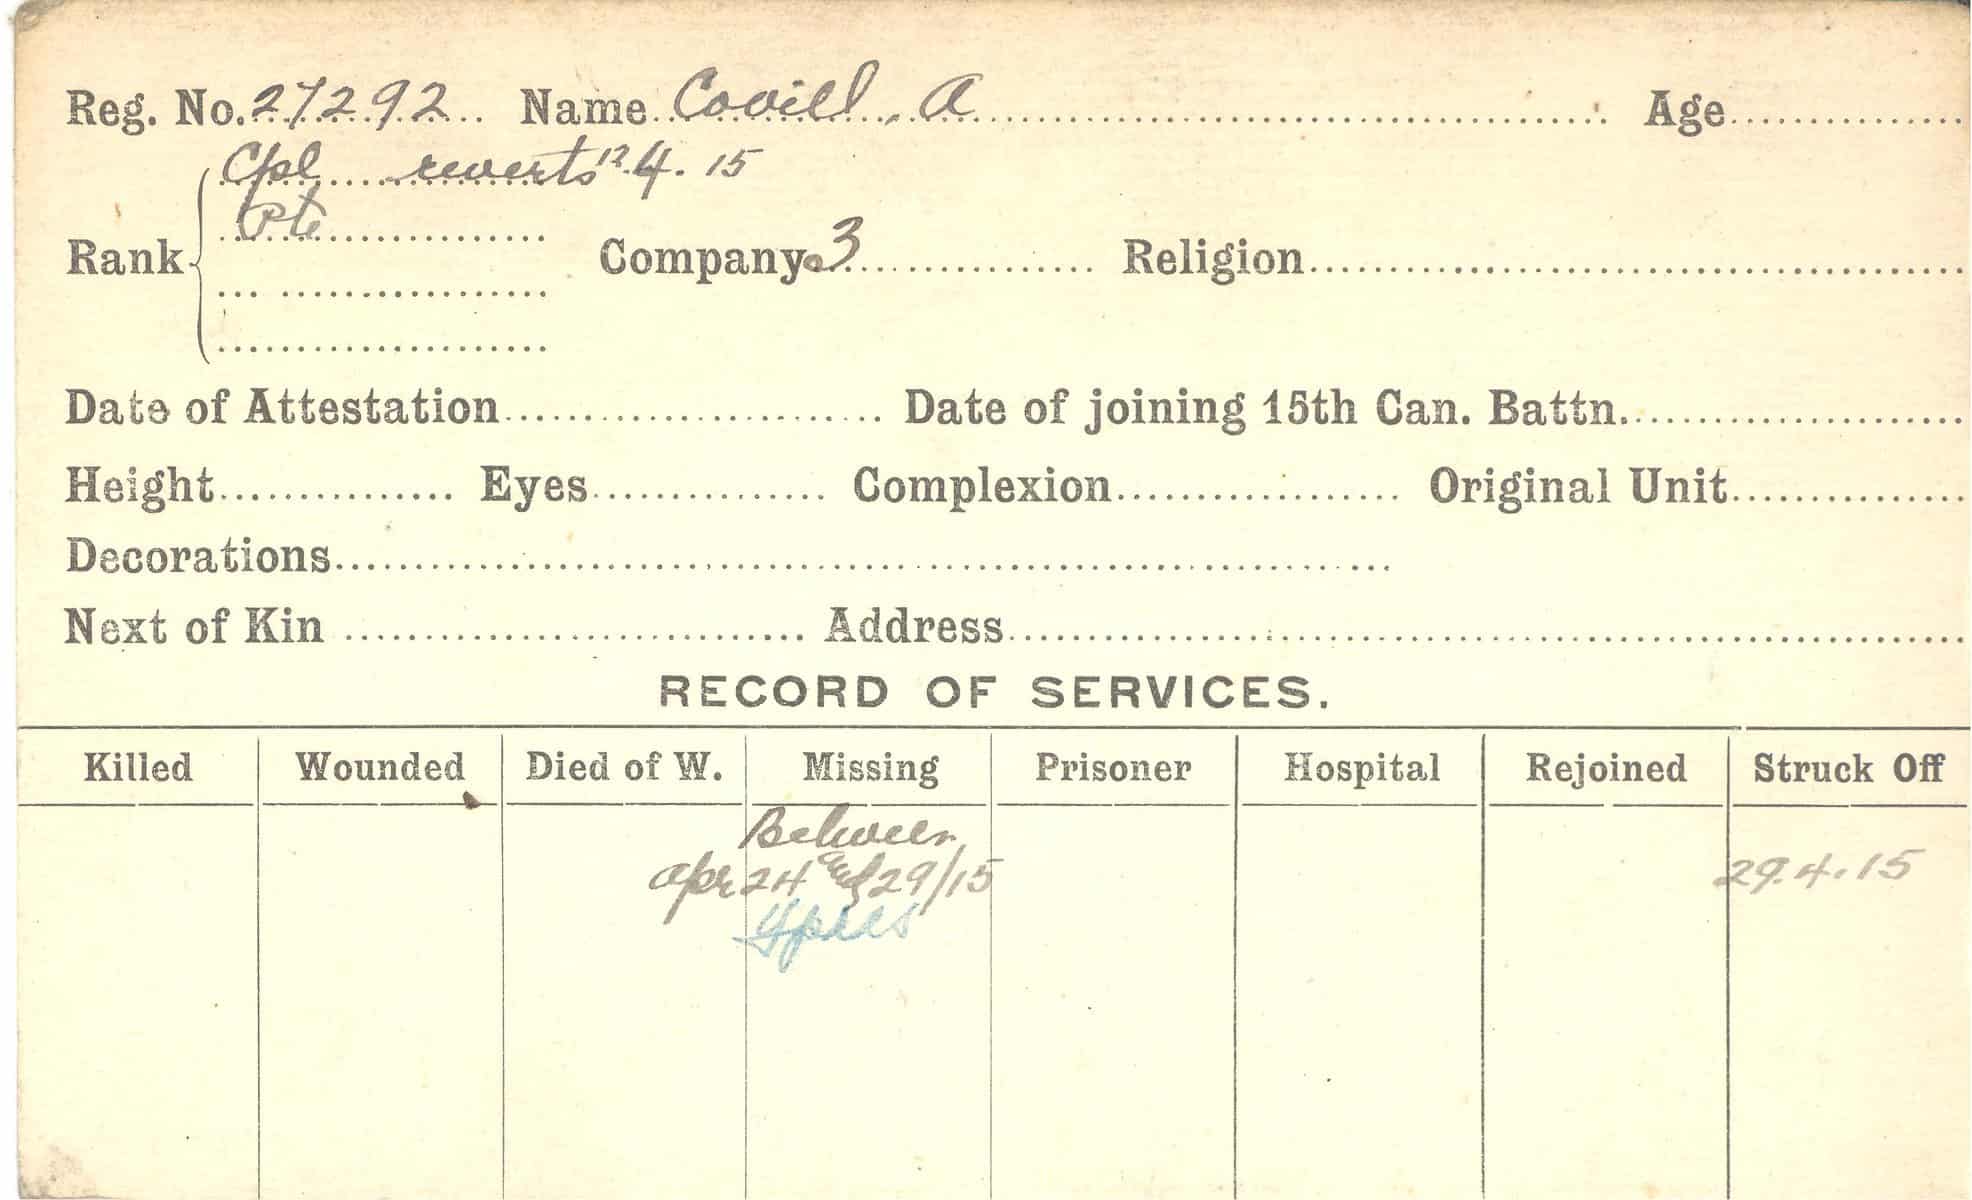 Reg. No. 27292 Name Covill, A Age
Cpl reverts 12.4.15
Pte
Rank Company 3 Religion
Date of Attestation Date of joining 15th Can. Battn.
Height Eyes Complexion Original Unit
Decorations
Next of Kin Address
RECORD OF SERVICES.
Killed Wounded Died of W. Missing Prisoner Hospital Rejoined Struck Off
Between
Apr 24 and 29/15 29.4.15
Ypres